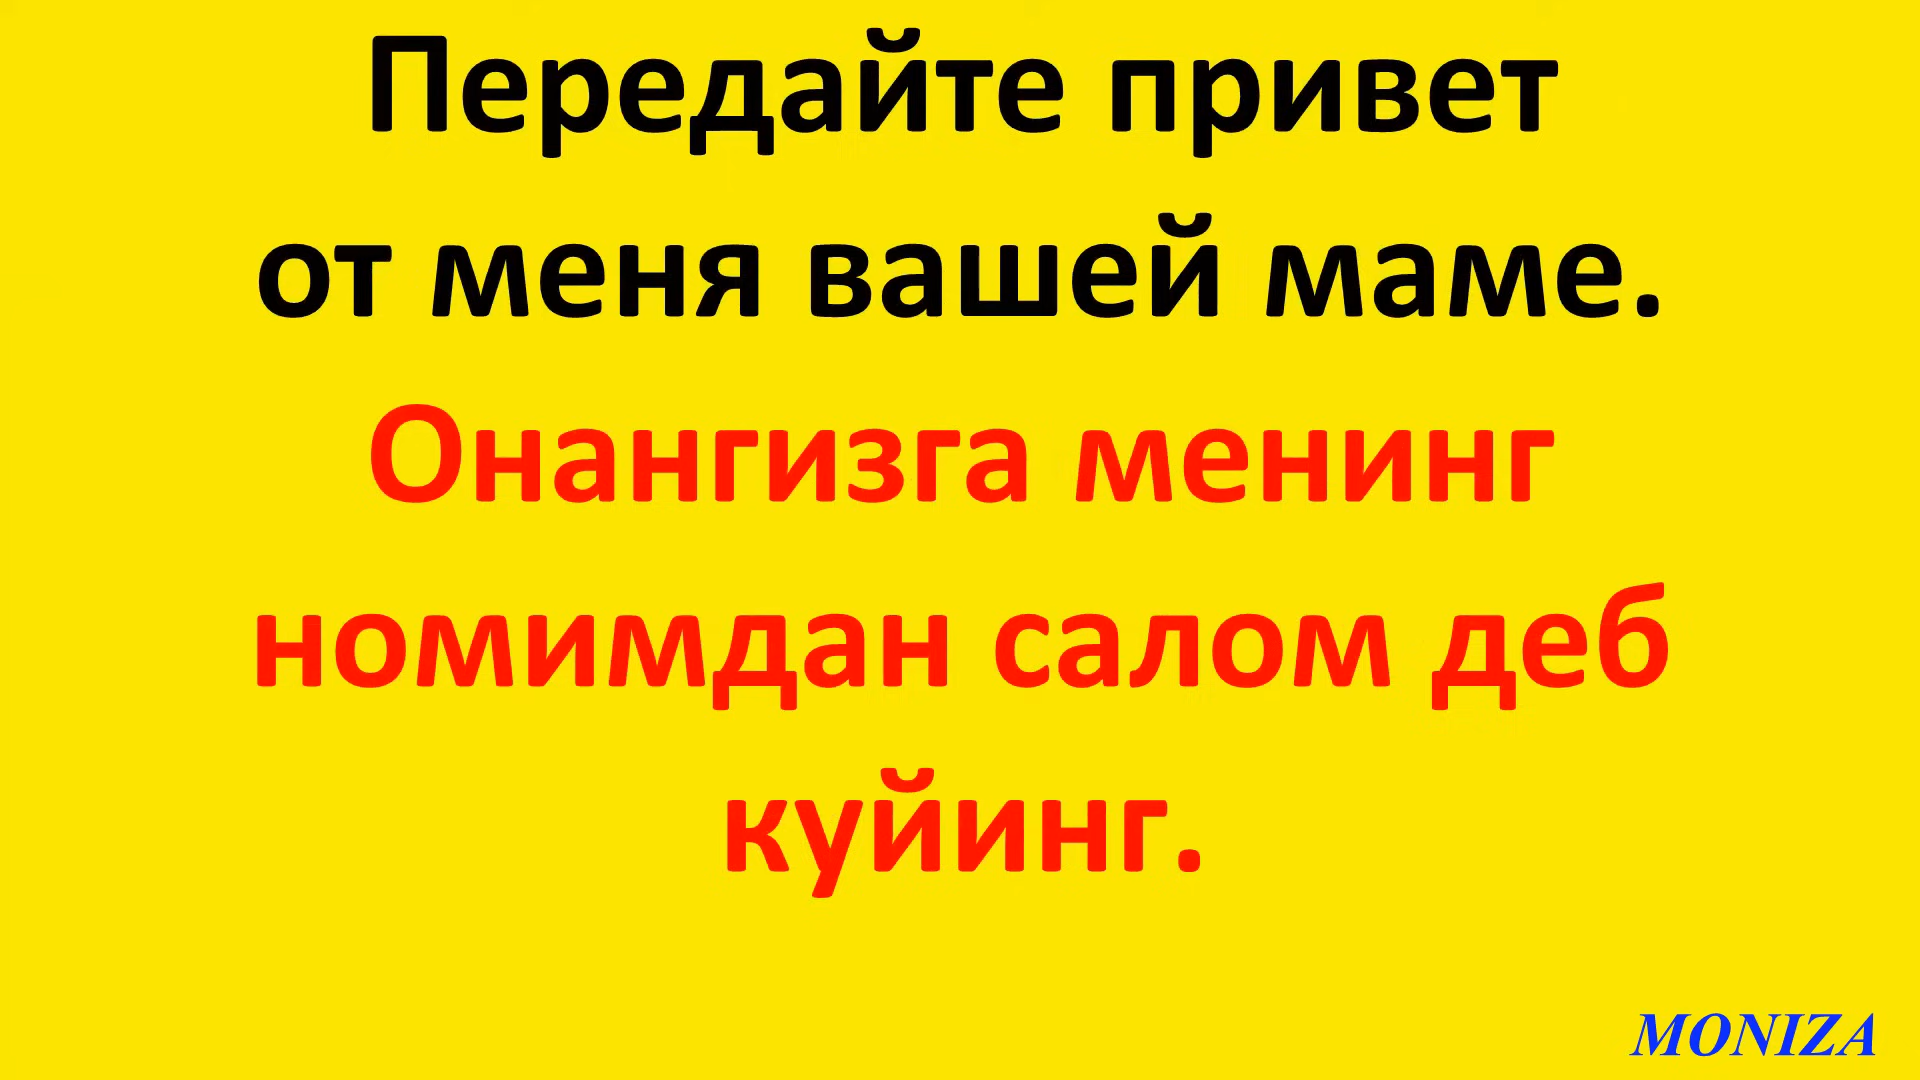 Передайте привет
от меня вашей маме.
Онангизга менинг
номимдан салом деб
куйинг.
MONIZA